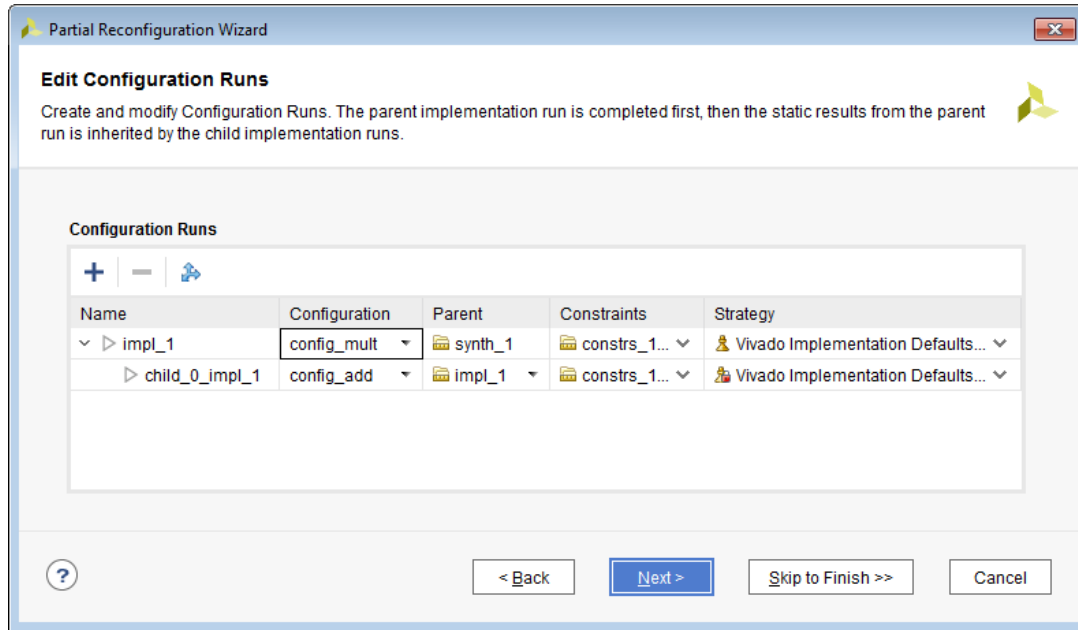 Partial Reconfiguration Wizard
Edit Configuration Runs
Create and modify Configuration Runs. The parent implementation run is completed first, then the static results from the parent
run is inherited by the child implementation runs.
Configuration Runs
Name Configuration Parent Constraints Strategy
impl_1 config_mult synth_1 constrs_1... Vivado Implementation Defaults...
child_0_impl_1 config_add impl_1 constrs_1... Vivado Implementation Defaults...
? < Back Next > Skip to Finish >> Cancel